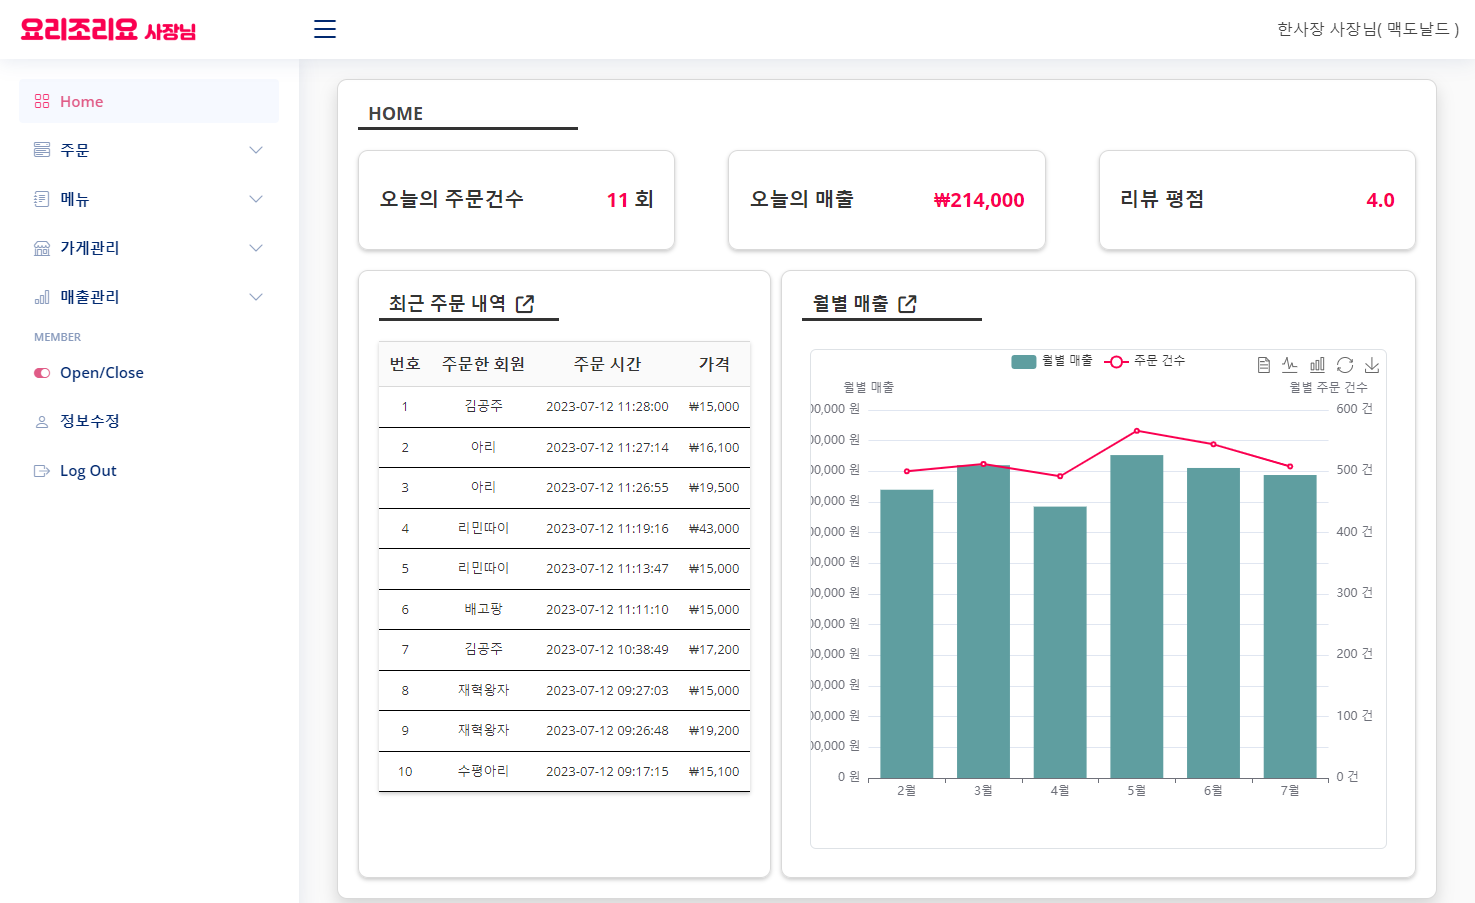 요리조리요 사장님
한사장 사장님( 맥도날드 )
Home
주문
메뉴
가게관리
매출관리
MEMBER
Open/Close
정보수정
Log Out
HOME
오늘의 주문건수 11 회
오늘의 매출 ₩214,000
리뷰 평점 4.0
최근 주문 내역
번호 주문한 회원 주문 시간 가격
1 김공주 2023-07-12 11:28:00 ₩15,000
2 아리 2023-07-12 11:27:14 ₩16,100
3 아리 2023-07-12 11:26:55 ₩19,500
4 리민따이 2023-07-12 11:19:16 ₩43,000
5 리민따이 2023-07-12 11:13:47 ₩15,000
6 배고팡 2023-07-12 11:11:10 ₩15,000
7 김공주 2023-07-12 10:38:49 ₩17,200
8 재혁왕자 2023-07-12 09:27:03 ₩15,000
9 재혁왕자 2023-07-12 09:26:48 ₩19,200
10 수평아리 2023-07-12 09:17:15 ₩15,100
월별 매출
월별 매출 주문 건수
월별 매출 월별 주문 건수
00,000 원 600 건
00,000 원
00,000 원 500 건
00,000 원
00,000 원 400 건
00,000 원
00,000 원 300 건
00,000 원
00,000 원 200 건
00,000 원
00,000 원 100 건
00,000 원
0 원 0 건
2월 3월 4월 5월 6월 7월